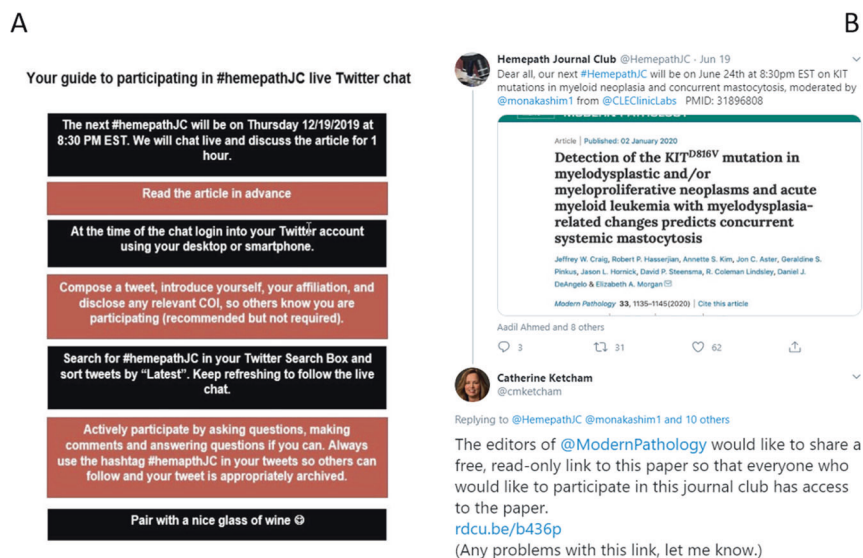 A
B
Your guide to participating in #hemepathJC live Twitter chat
The next #hemepathJC will be on Thursday 12/19/2019 at
8:30 PM EST. We will chat live and discuss the article for 1
hour.
Read the article in advance
At the time of the chat login into your Twitter account
using your desktop or smartphone.
Compose a tweet, introduce yourself, your affiliation, and
disclose any relevant COI, so others know you are
participating (recommended but not required).
Search for #hemepathJC in your Twitter Search Box and
sort tweets by “Latest”. Keep refreshing to follow the live
chat.
Actively participate by asking questions, making
comments and answering questions if you can. Always
use the hashtag #hemapthJC in your tweets so others can
follow and your tweet is appropriately archived.
Pair with a nice glass of wine ☺
Hemepath Journal Club @HemepathJC · Jun 19
Dear all, our next #HemepathJC will be on June 24th at 8:30pm EST on KIT
mutations in myeloid neoplasia and concurrent mastocytosis, moderated by
@monakashim1 from @CLEClinicLabs PMID: 31896808
Article | Published: 02 January 2020
Detection of the KITD816V mutation in
myelodysplastic and/or
myeloproliferative neoplasms and acute
myeloid leukemia with myelodysplasia-
related changes predicts concurrent
systemic mastocytosis
Jeffrey W. Craig, Robert P. Hasserjian, Annette S. Kim, Jon C. Aster, Geraldine S.
Pinkus, Jason L. Hornick, David P. Steensma, R. Coleman Lindsley, Daniel J.
DeAngelo & Elizabeth A. Morgan
Modern Pathology 33, 1135–1145(2020) | Cite this article
Aadil Ahmed and 8 others
3 31 62
Catherine Ketcham
@cmketcham
Replying to @HemepathJC @monakashim1 and 10 others
The editors of @ModernPathology would like to share a
free, read-only link to this paper so that everyone who
would like to participate in this journal club has access
to the paper.
rdcu.be/b436p
(Any problems with this link, let me know.)